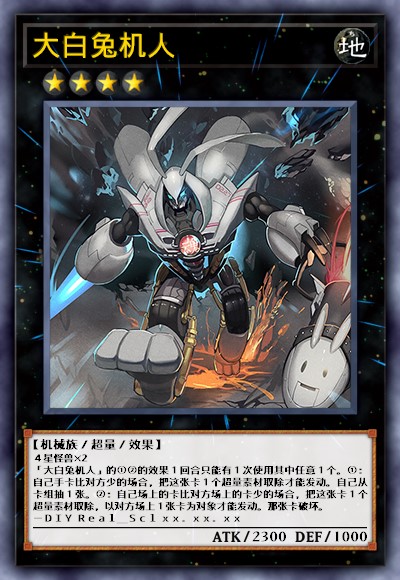 大白兔机人
地
【机械族／超量／效果】
４星怪兽×2
「大白兔机人」的①②的效果１回合只能有１次使用其中任意１个。①：
自己手卡比对方少的场合，把这张卡１个超量素材取除才能发动。自己从
卡组抽１张。②：自己场上的卡比对方场上的卡少的场合，把这张卡１个
超量素材取除，以对方场上１张卡为对象才能发动。那张卡破坏。
－ＤＩＹＲｅａｌ＿Ｓｃｌ ｘｘ．ｘｘ．ｘｘ
ATK/2300 DEF/1000